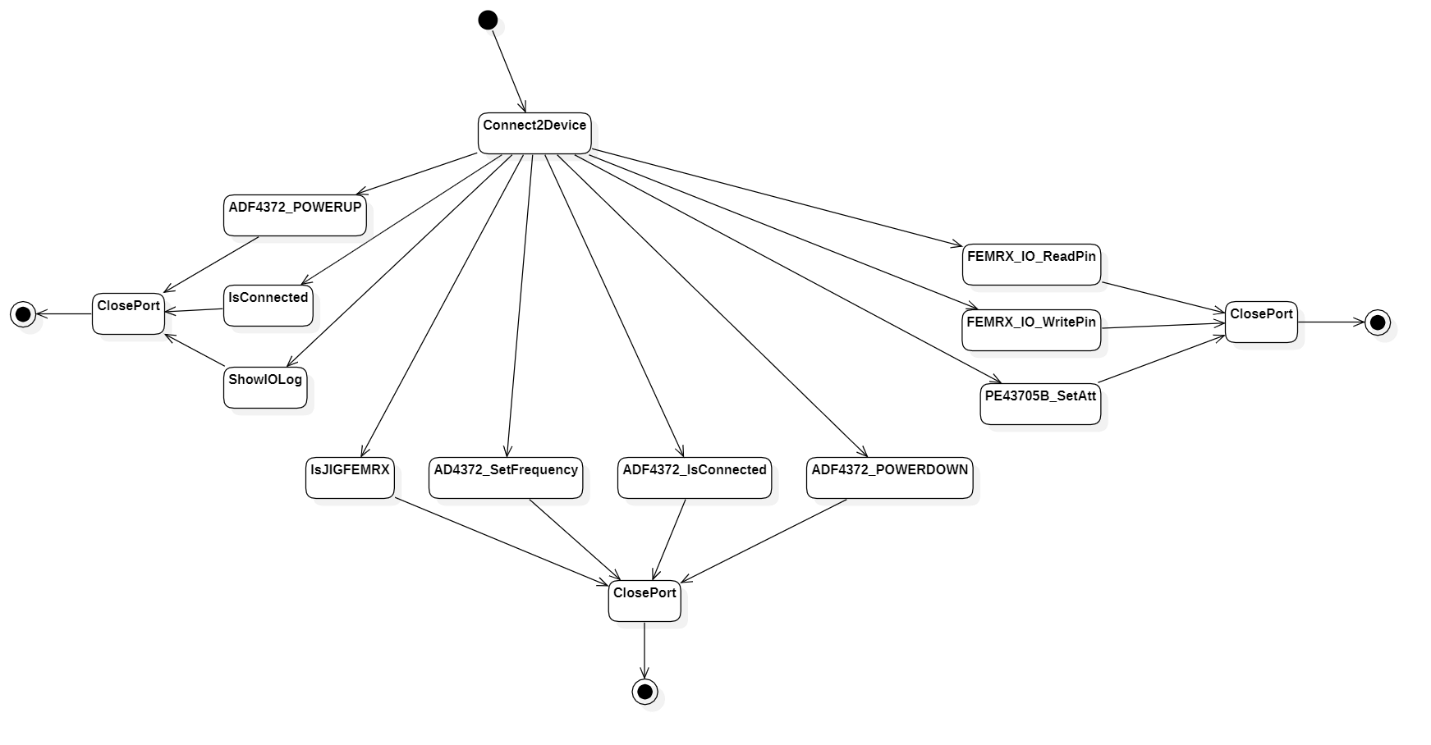 Connect2Device
ADF4372_POWERUP
IsConnected
ClosePort
ShowIOLog
FEMRX_IO_ReadPin
FEMRX_IO_WritePin
ClosePort
PE43705B_SetAtt
IsJIGFEMRX
AD4372_SetFrequency
ADF4372_IsConnected
ADF4372_POWERDOWN
ClosePort